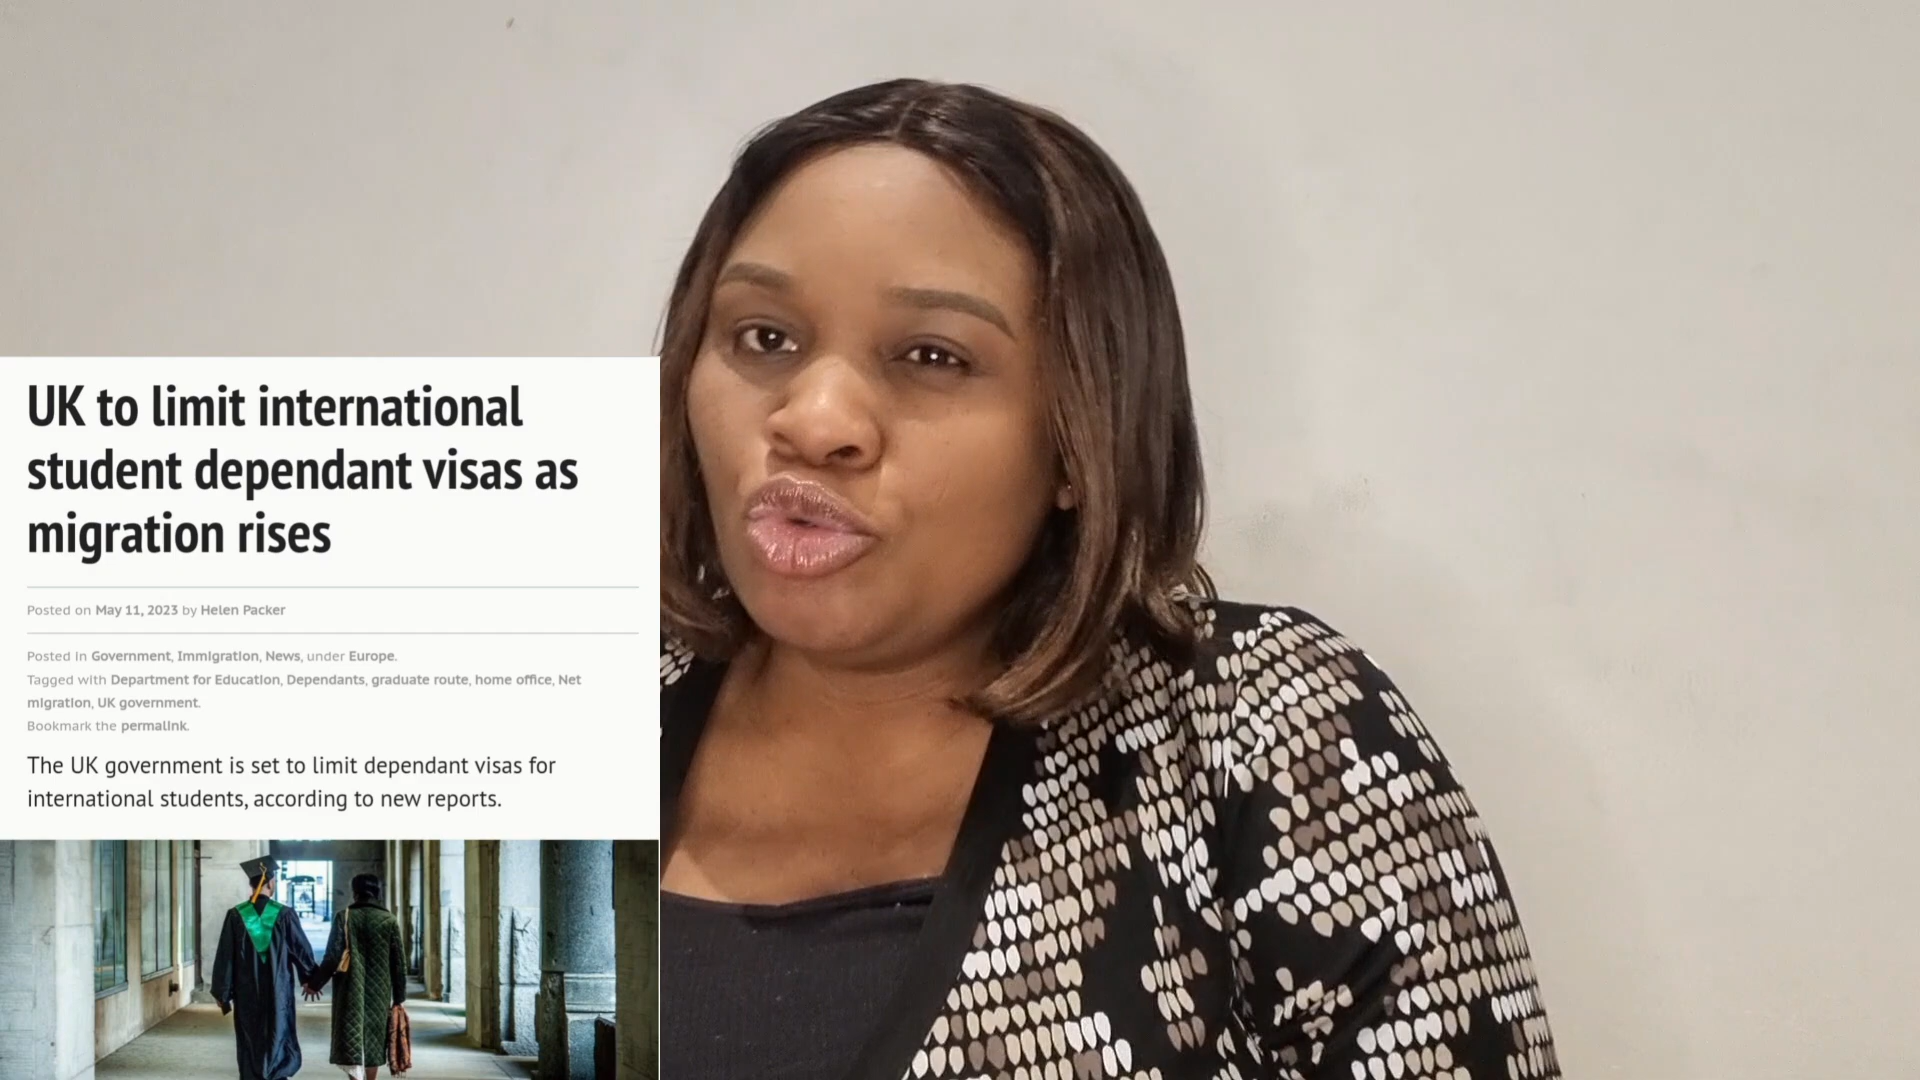 UK to limit international
student dependant visas as
migration rises
Posted on May 11, 2023 by Helen Packer
Posted in Government, Immigration, News, under Europe.
Tagged with Department for Education, Dependants, graduate route, home office, Net
migration, UK government.
Bookmark the permalink.
The UK government is set to limit dependant visas for
international students, according to new reports.